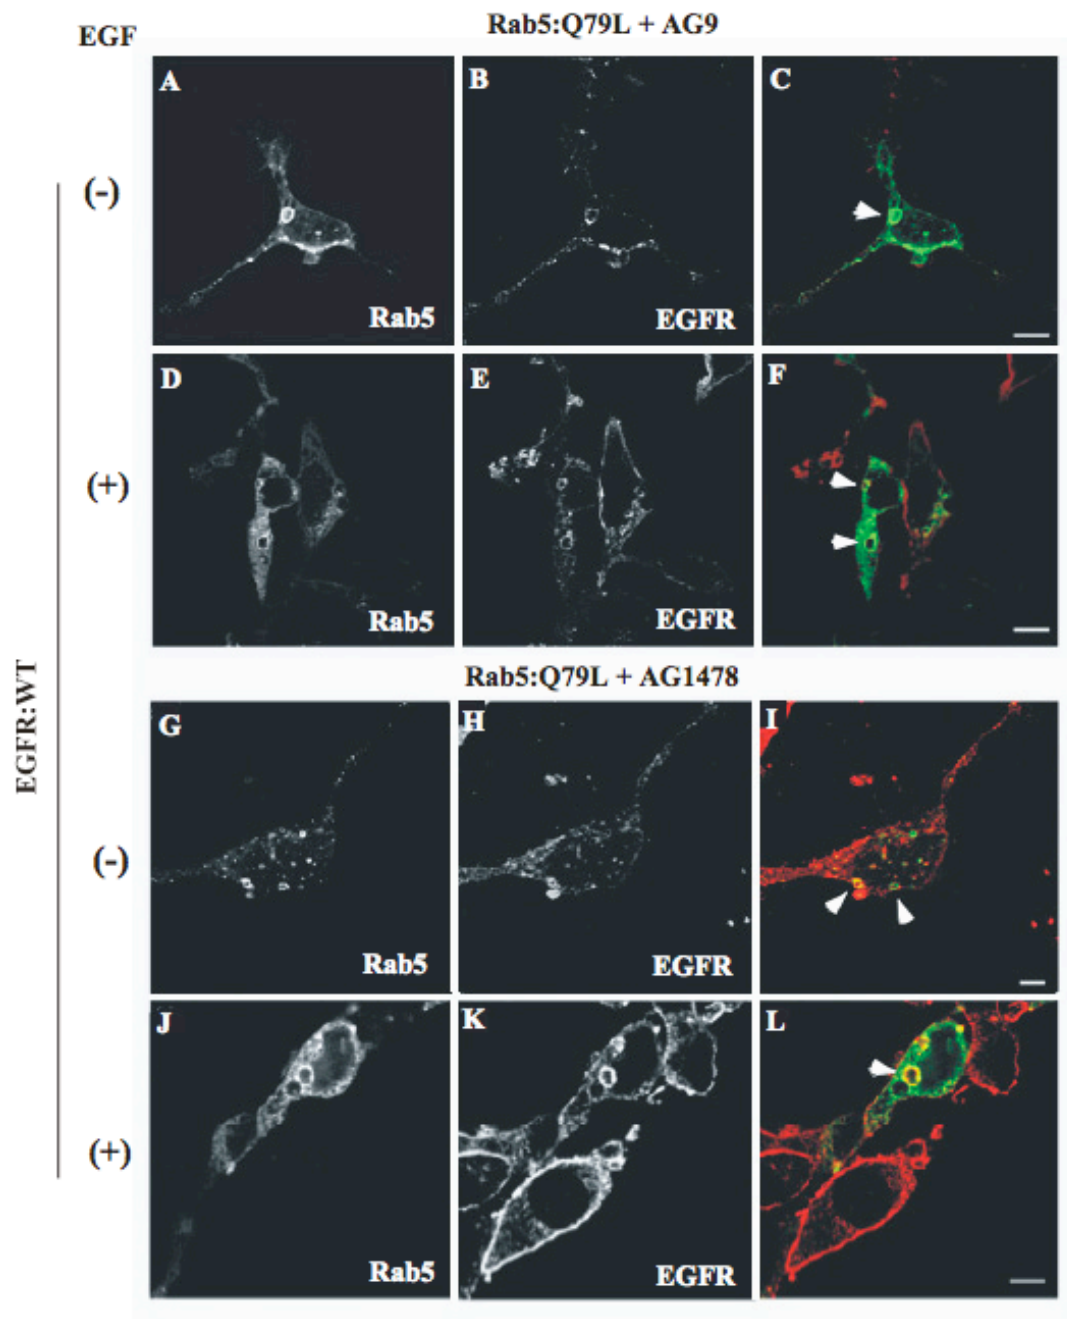 Rab5:Q79L + AG9
EGF
A B C
(-)
Rab5 EGFR
D E F
(+)
Rab5 EGFR
EGFR:WT
Rab5:Q79L + AG1478
G H I
(-)
Rab5 EGFR
J K L
(+)
Rab5 EGFR